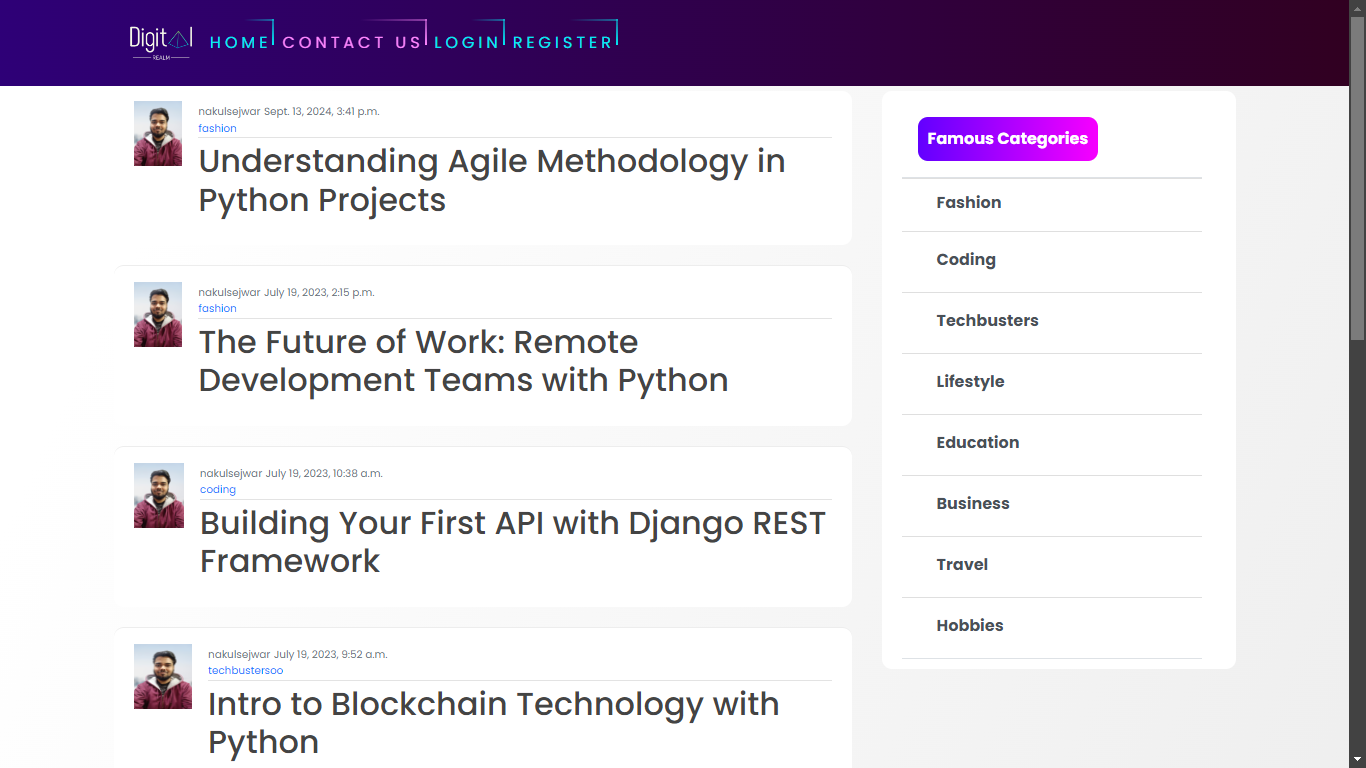 Digital
REALM
HOME CONTACT US LOGIN REGISTER
nakulsejwar Sept. 13, 2024, 3:41 p.m.
fashion
Understanding Agile Methodology in
Python Projects
nakulsejwar July 19, 2023, 2:15 p.m.
fashion
The Future of Work: Remote
Development Teams with Python
nakulsejwar July 19, 2023, 10:38 a.m.
coding
Building Your First API with Django REST
Framework
nakulsejwar July 19, 2023, 9:52 a.m.
techbustersoo
Intro to Blockchain Technology with
Python
Famous Categories
Fashion
Coding
Techbusters
Lifestyle
Education
Business
Travel
Hobbies